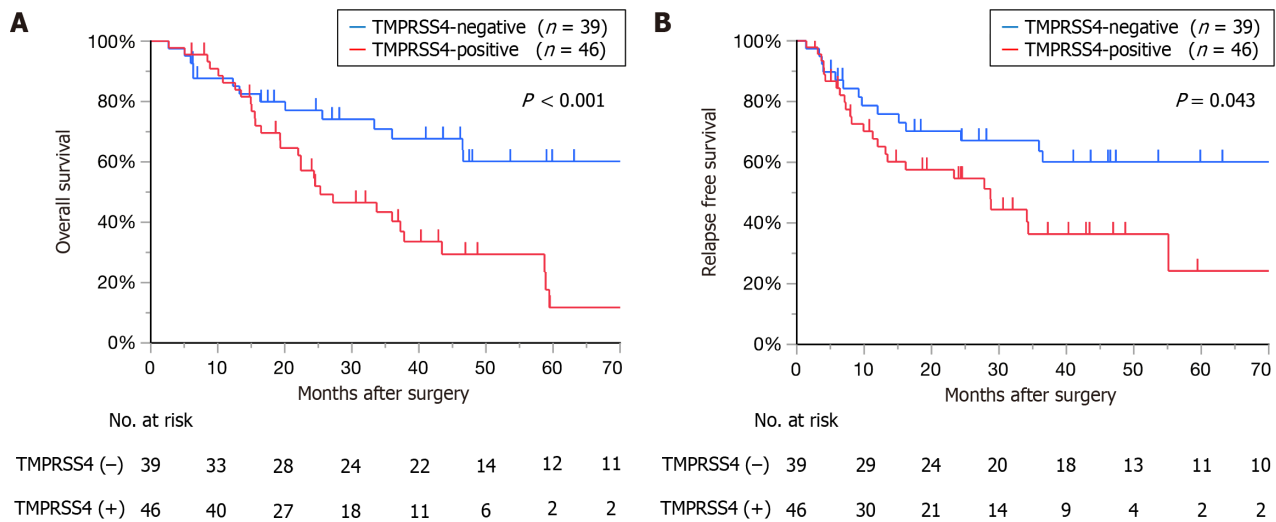 A
TMPRSS4-negative (n = 39)
TMPRSS4-positive (n = 46)
P < 0.001
100%
80%
60%
40%
20%
0%
Overall survival
0 10 20 30 40 50 60 70
Months after surgery
No. at risk
TMPRSS4 (–) 39 33 28 24 22 14 12 11
TMPRSS4 (+) 46 40 27 18 11 6 2 2
B
TMPRSS4-negative (n = 39)
TMPRSS4-positive (n = 46)
P = 0.043
100%
80%
60%
40%
20%
0%
Relapse free survival
0 10 20 30 40 50 60 70
Months after surgery
No. at risk
TMPRSS4 (–) 39 29 24 20 18 13 11 10
TMPRSS4 (+) 46 30 21 14 9 4 2 2